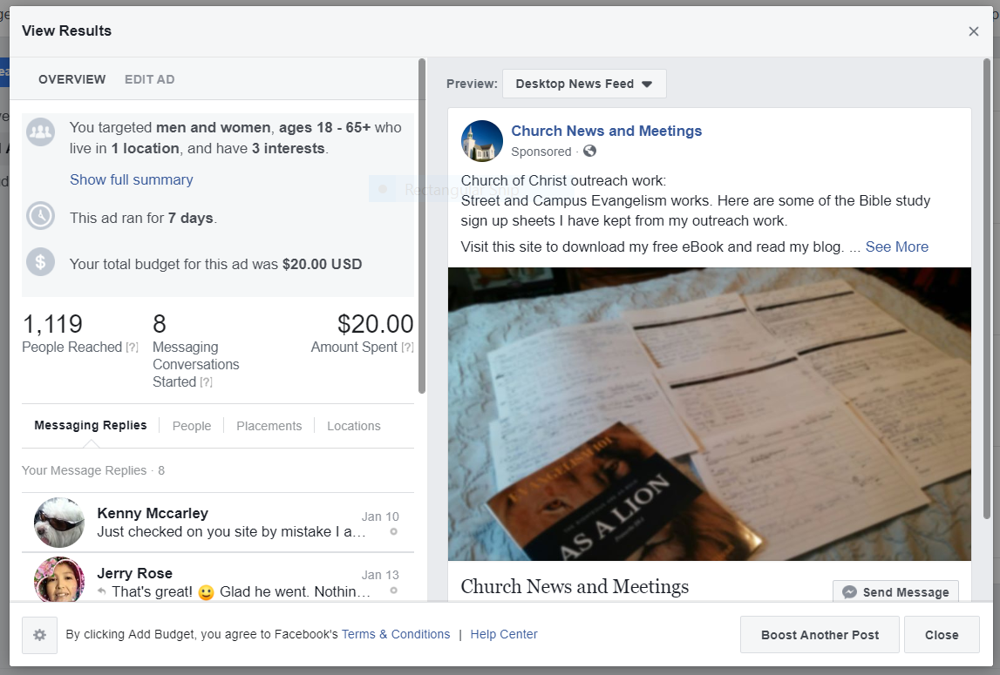 View Results
OVERVIEW EDIT AD
You targeted men and women, ages 18 - 65+ who
live in 1 location, and have 3 interests.
Show full summary
This ad ran for 7 days.
Your total budget for this ad was $20.00 USD
1,119
People Reached [?]
8
Messaging
Conversations
Started [?]
$20.00
Amount Spent [?]
Messaging Replies People Placements Locations
Your Message Replies · 8
Kenny Mccarley
Jan 10
Just checked on you site by mistake I a…
Jerry Rose
Jan 13
That's great! 🙂 Glad he went. Nothin…
Preview: Desktop News Feed
Church News and Meetings
Sponsored ·
Rectangular Snip
Church of Christ outreach work:
Street and Campus Evangelism works. Here are some of the Bible study
sign up sheets I have kept from my outreach work.
Visit this site to download my free eBook and read my blog. ... See More
EVANGELISM 101
AS A LION
Church News and Meetings
Send Message
By clicking Add Budget, you agree to Facebook's Terms & Conditions | Help Center
Boost Another Post
Close